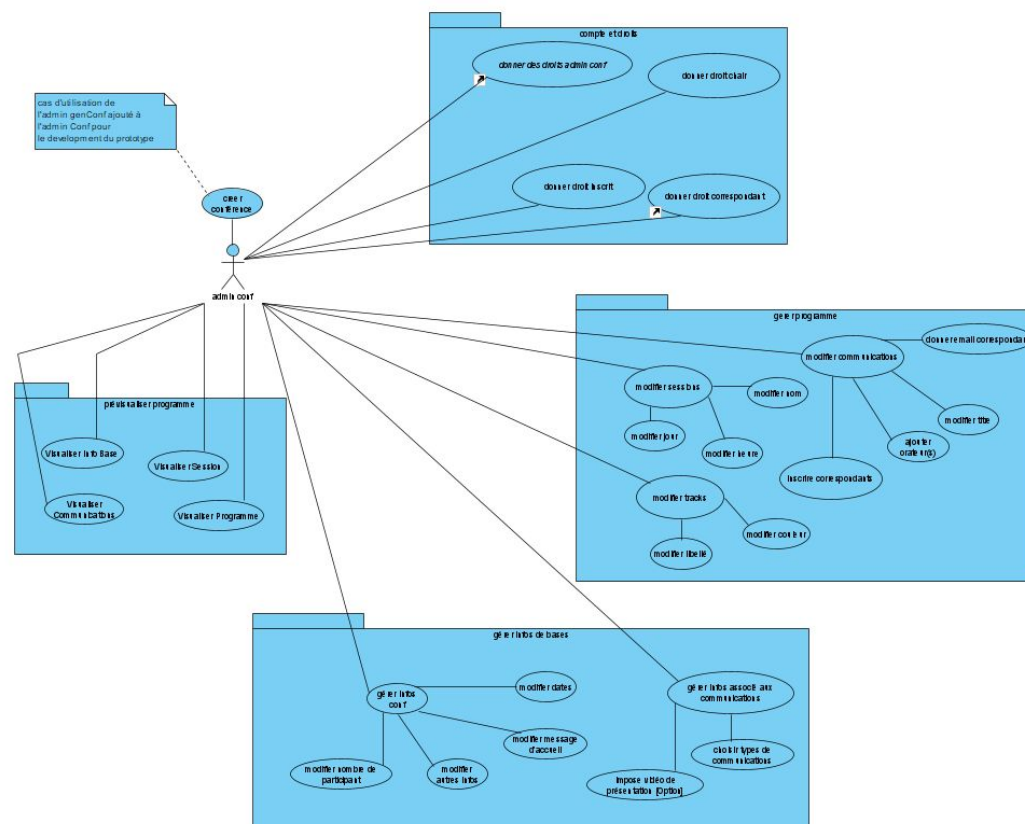 compte et droits
donner des droits admin conf
donner droit chair
cas d'utilisation de
l'admin genConf ajouté à
l'admin Conf pour
le development du prototype
donner droit inscrit
donner droit correspondant
creer
conférence
admin conf
gerer programme
donner email correspondant
modifier communications
modifier sessions
modifier nom
modifier titre
modifier jour
modifier heure
ajouter
orateur(s)
inscrire correspondants
modifier tracks
modifier couleur
modifier libellé
prévisualiser programme
Visualiser Info Base
Visualiser Session
Visualiser
Communications
Visualiser Programme
gérer infos de bases
gérer infos
conf
modifier dates
gérer infos associé aux
communications
modifier message
d'accueil
choisir types de
communications
modifier nombre de
participant
modifier
autres infos
impose vidéo de
présentation [Option]